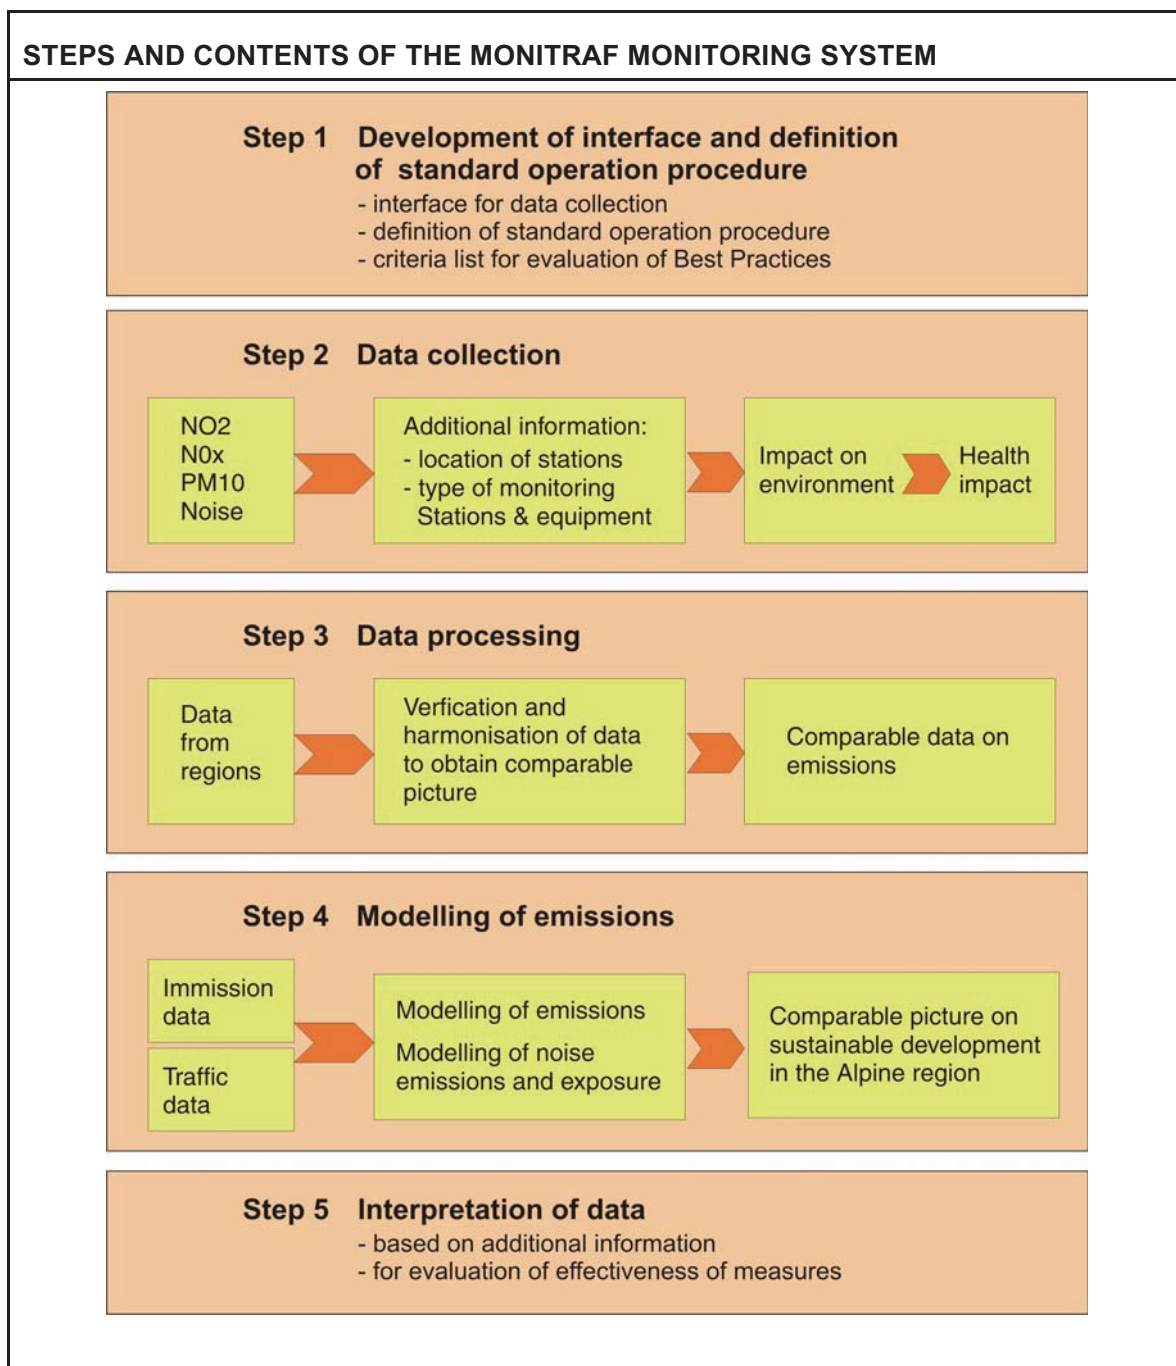 STEPS AND CONTENTS OF THE MONITRAF MONITORING SYSTEM
Step 1 Development of interface and definition
of standard operation procedure
- interface for data collection
- definition of standard operation procedure
- criteria list for evaluation of Best Practices
Step 2 Data collection
NO2
N0x
PM10
Noise
Additional information:
- location of stations
- type of monitoring
Stations & equipment
Impact on
environment
Health
impact
Step 3 Data processing
Data
from
regions
Verfication and
harmonisation of data
to obtain comparable
picture
Comparable data on
emissions
Step 4 Modelling of emissions
Immission
data
Traffic
data
Modelling of emissions
Modelling of noise
emissions and exposure
Comparable picture on
sustainable development
in the Alpine region
Step 5 Interpretation of data
- based on additional information
- for evaluation of effectiveness of measures